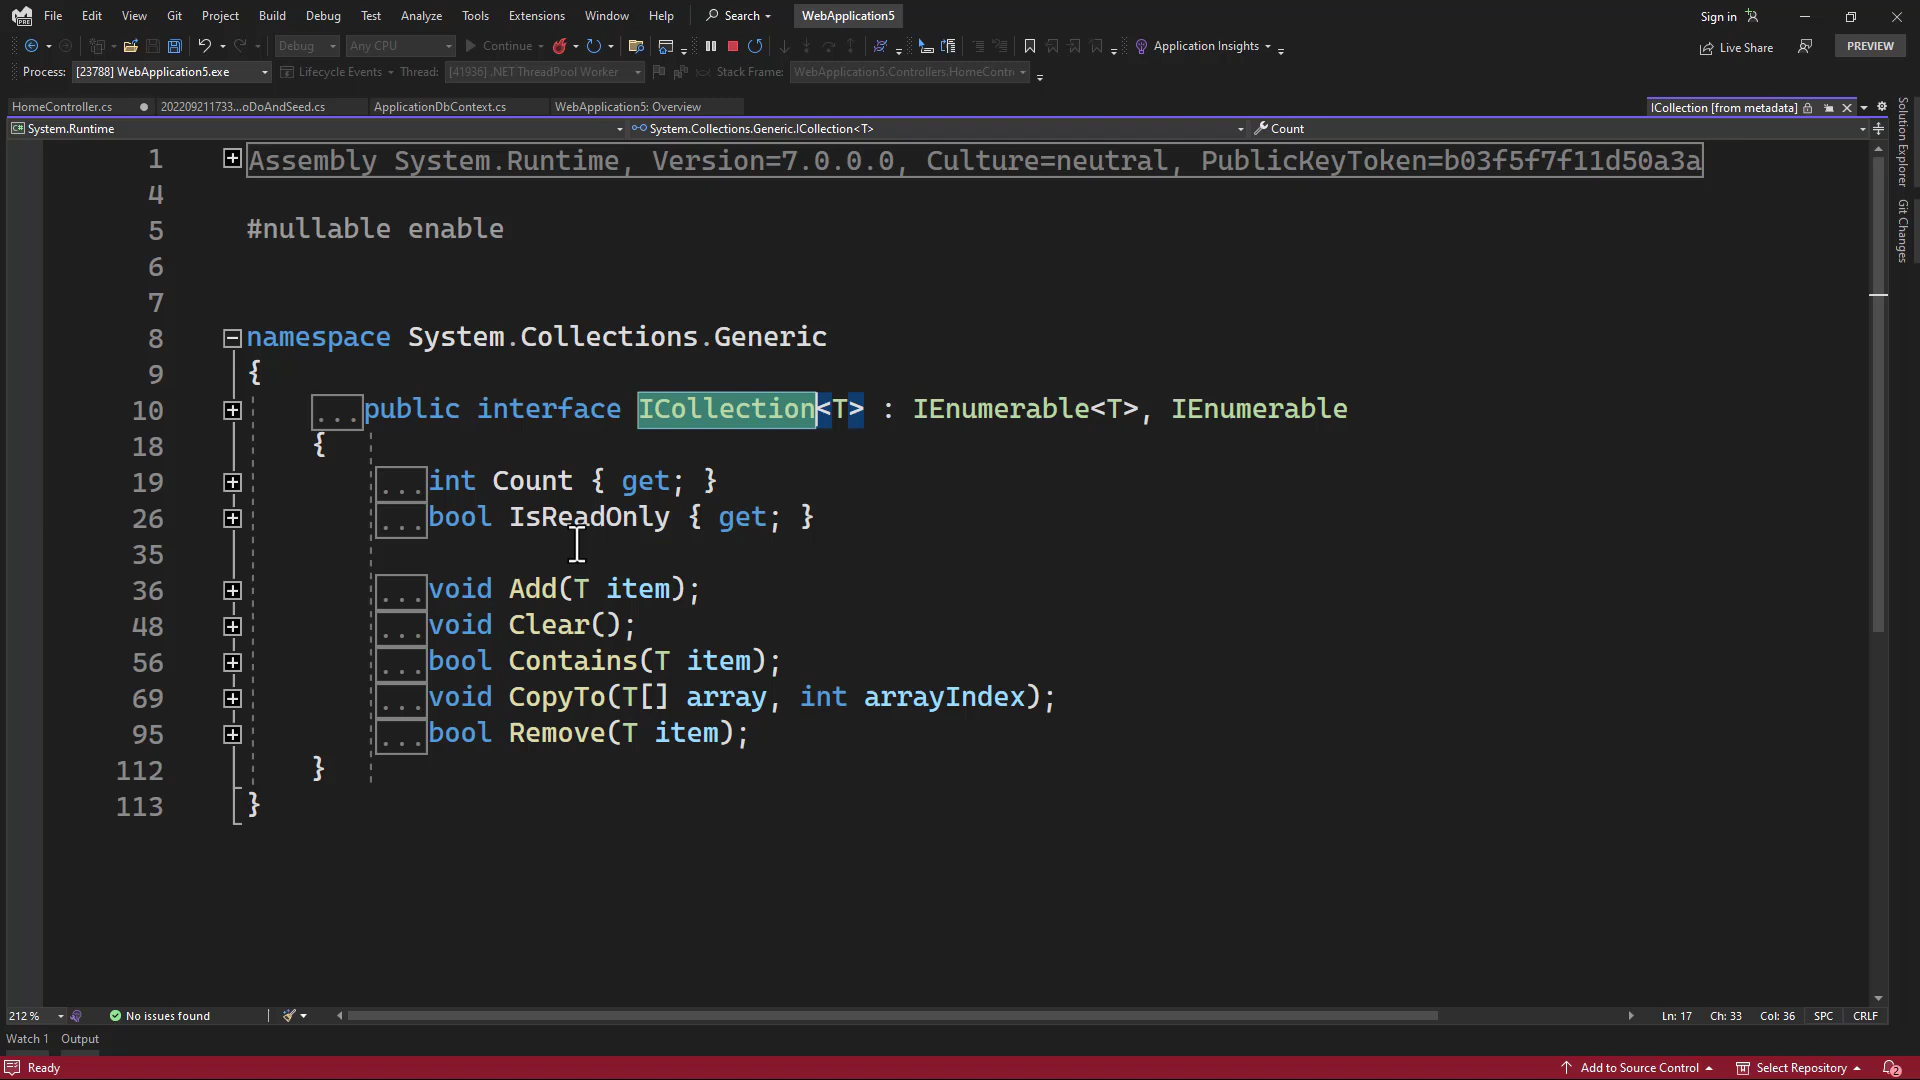 File Edit View Git Project Build Debug Test Analyze Tools Extensions Window Help Search WebApplication5 Sign in
Debug Any CPU Continue Application Insights Live Share PREVIEW
Process: [23788] WebApplication5.exe Lifecycle Events Thread: [41936] .NET ThreadPool Worker Stack Frame: WebApplication5.Controllers.HomeContr
HomeController.cs 202209211733...oDoAndSeed.cs ApplicationDbContext.cs WebApplication5: Overview ICollection [from metadata]
System.Runtime System.Collections.Generic.ICollection<T> Count
1 Assembly System.Runtime, Version=7.0.0.0, Culture=neutral, PublicKeyToken=b03f5f7f11d50a3a
4
5 #nullable enable
6
7
8 namespace System.Collections.Generic
9 {
10 ...public interface ICollection<T> : IEnumerable<T>, IEnumerable
18 {
19 ...int Count { get; }
26 ...bool IsReadOnly { get; }
35
36 ...void Add(T item);
48 ...void Clear();
56 ...bool Contains(T item);
69 ...void CopyTo(T[] array, int arrayIndex);
95 ...bool Remove(T item);
112 }
113 }
Solution Explorer
Git Changes
212 % No issues found Ln: 17 Ch: 33 Col: 36 SPC CRLF
Watch 1 Output
Ready Add to Source Control Select Repository 2